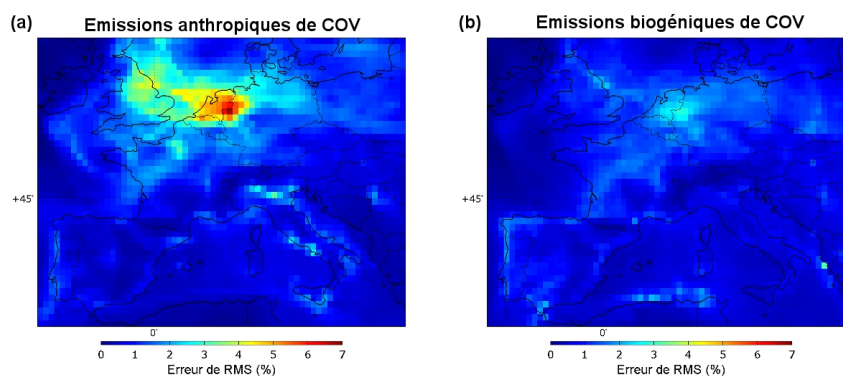 (a) Emissions anthropiques de COV
(b) Emissions biogéniques de COV
+45˚
0˚
0 1 2 3 4 5 6 7
Erreur de RMS (%)
+45˚
0˚
0 1 2 3 4 5 6 7
Erreur de RMS (%)